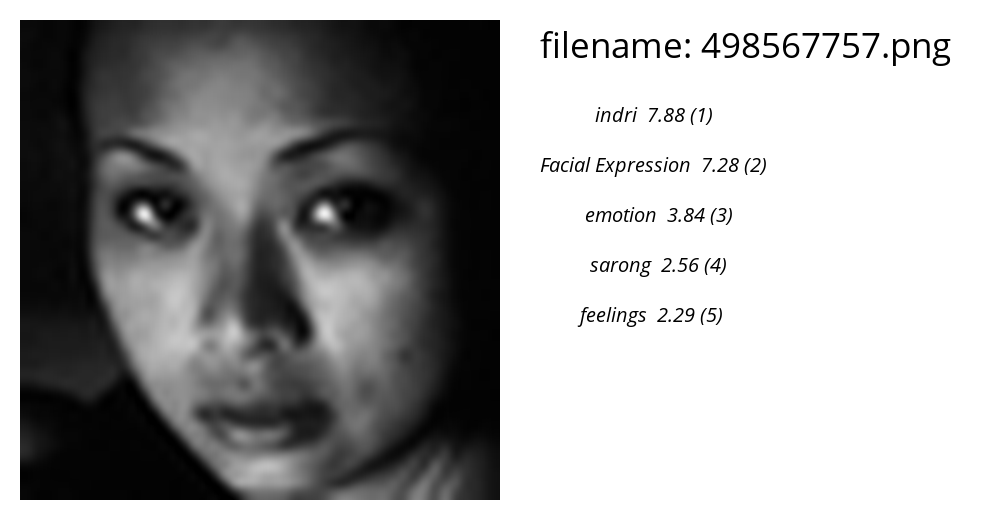 filename: 498567757.png
indri 7.88 (1)
Facial Expression 7.28 (2)
emotion 3.84 (3)
sarong 2.56 (4)
feelings 2.29 (5)